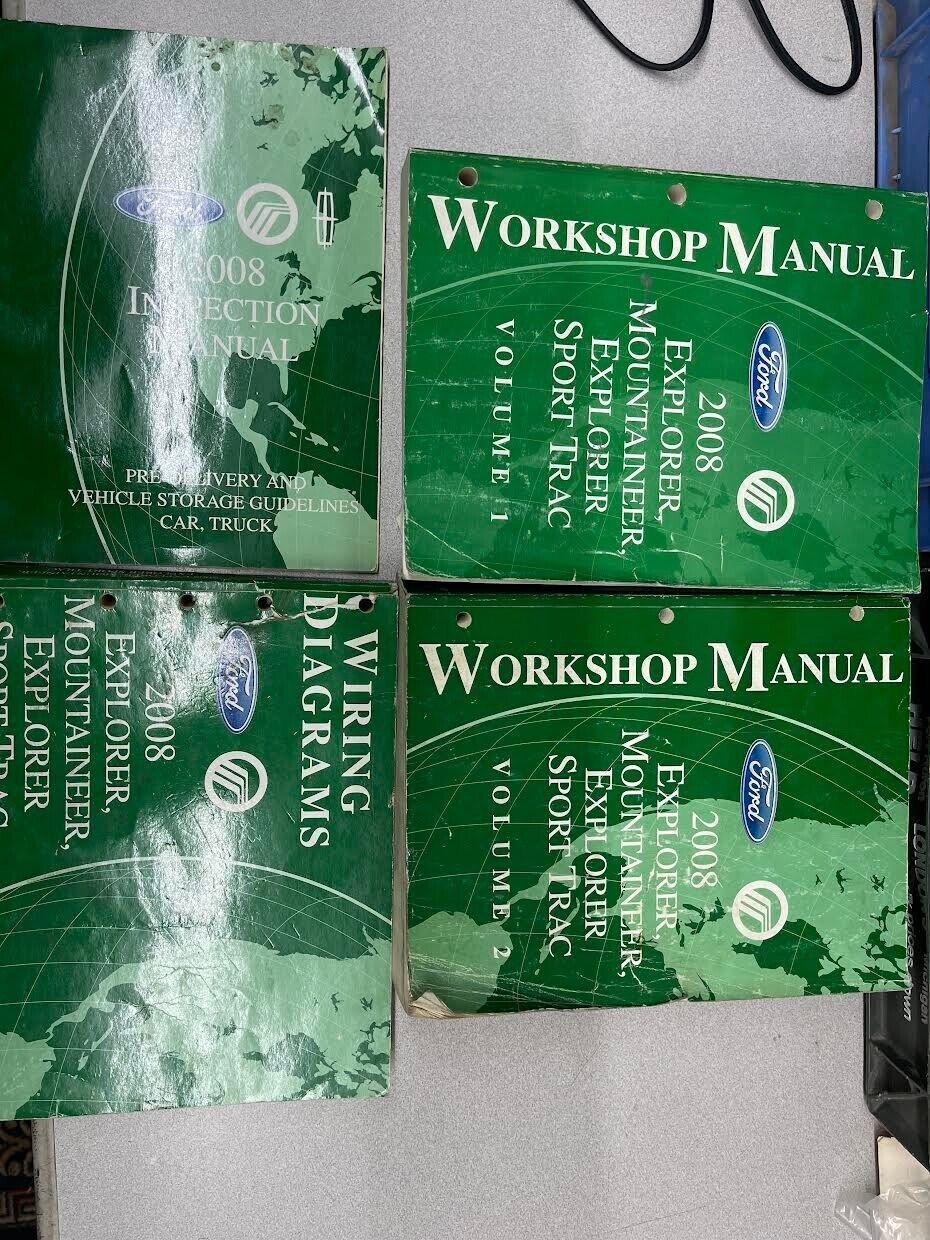 Ford
2008
INSPECTION
MANUAL
PRE-DELIVERY AND
VEHICLE STORAGE GUIDELINES
CAR, TRUCK
WORKSHOP MANUAL
Ford
2008
EXPLORER,
MOUNTAINEER,
EXPLORER
SPORT TRAC
VOLUME 1
WIRING
DIAGRAMS
Ford
2008
EXPLORER,
MOUNTAINEER,
EXPLORER
SPORT TRAC
WORKSHOP MANUAL
Ford
2008
EXPLORER,
MOUNTAINEER,
EXPLORER
SPORT TRAC
VOLUME 2